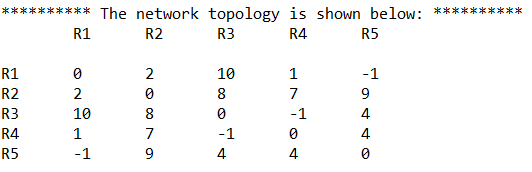 ********** The network topology is shown below: **********
R1 R2 R3 R4 R5
R1 0 2 10 1 -1
R2 2 0 8 7 9
R3 10 8 0 -1 4
R4 1 7 -1 0 4
R5 -1 9 4 4 0